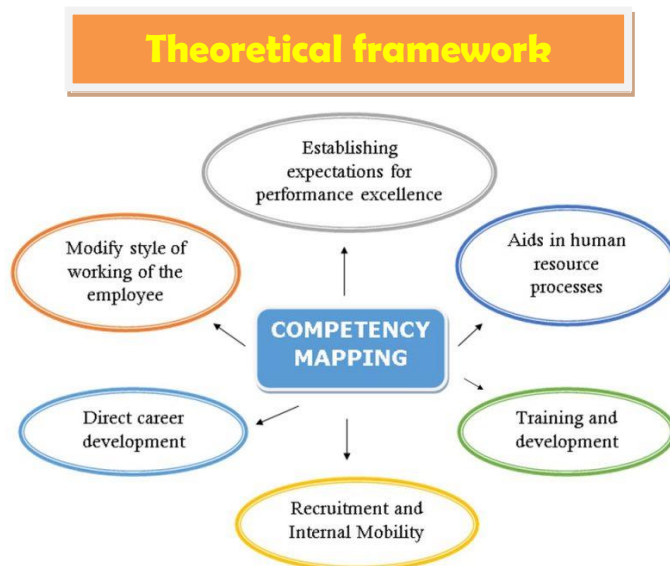 Theoretical framework
Establishing
expectations for
performance excellence
Modify style of
working of the
employee
Aids in human
resource
processes
COMPETENCY
MAPPING
Direct career
development
Training and
development
Recruitment and
Internal Mobility